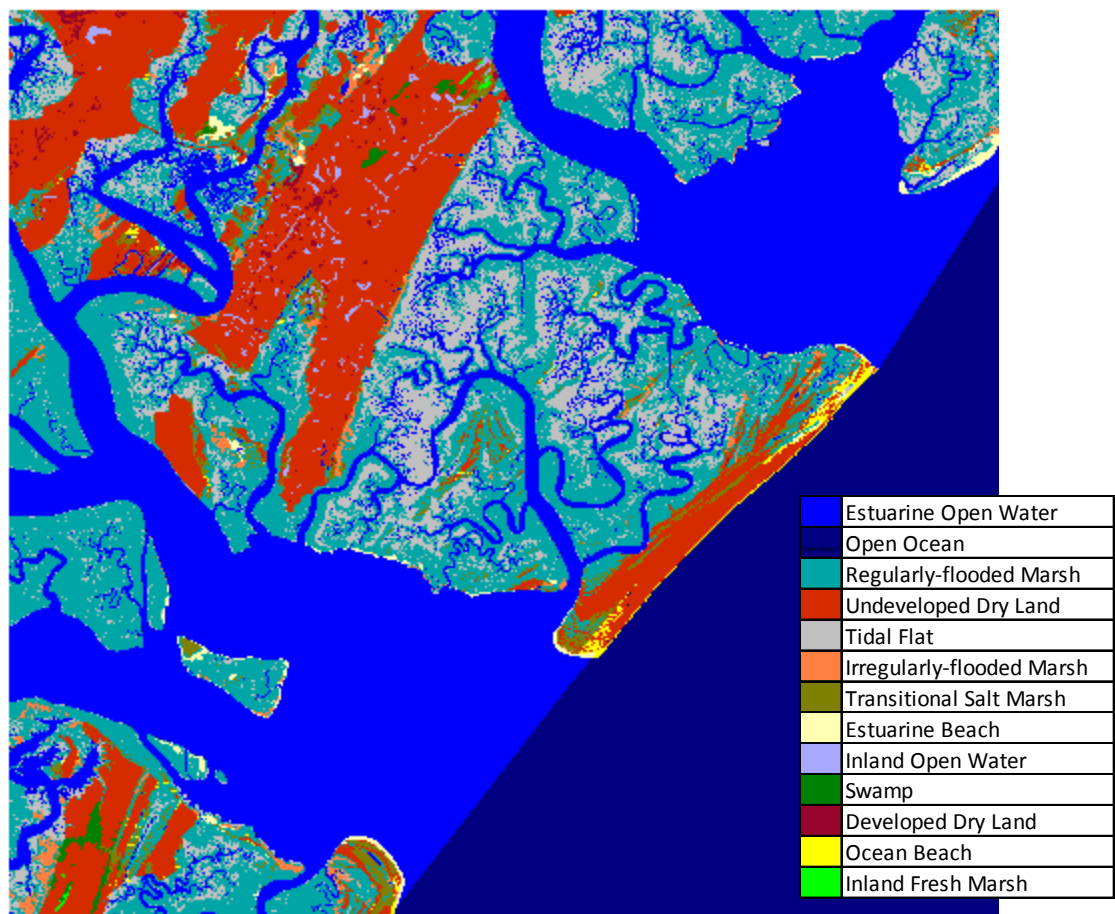 Estuarine Open Water
Open Ocean
Regularly-flooded Marsh
Undeveloped Dry Land
Tidal Flat
Irregularly-flooded Marsh
Transitional Salt Marsh
Estuarine Beach
Inland Open Water
Swamp
Developed Dry Land
Ocean Beach
Inland Fresh Marsh